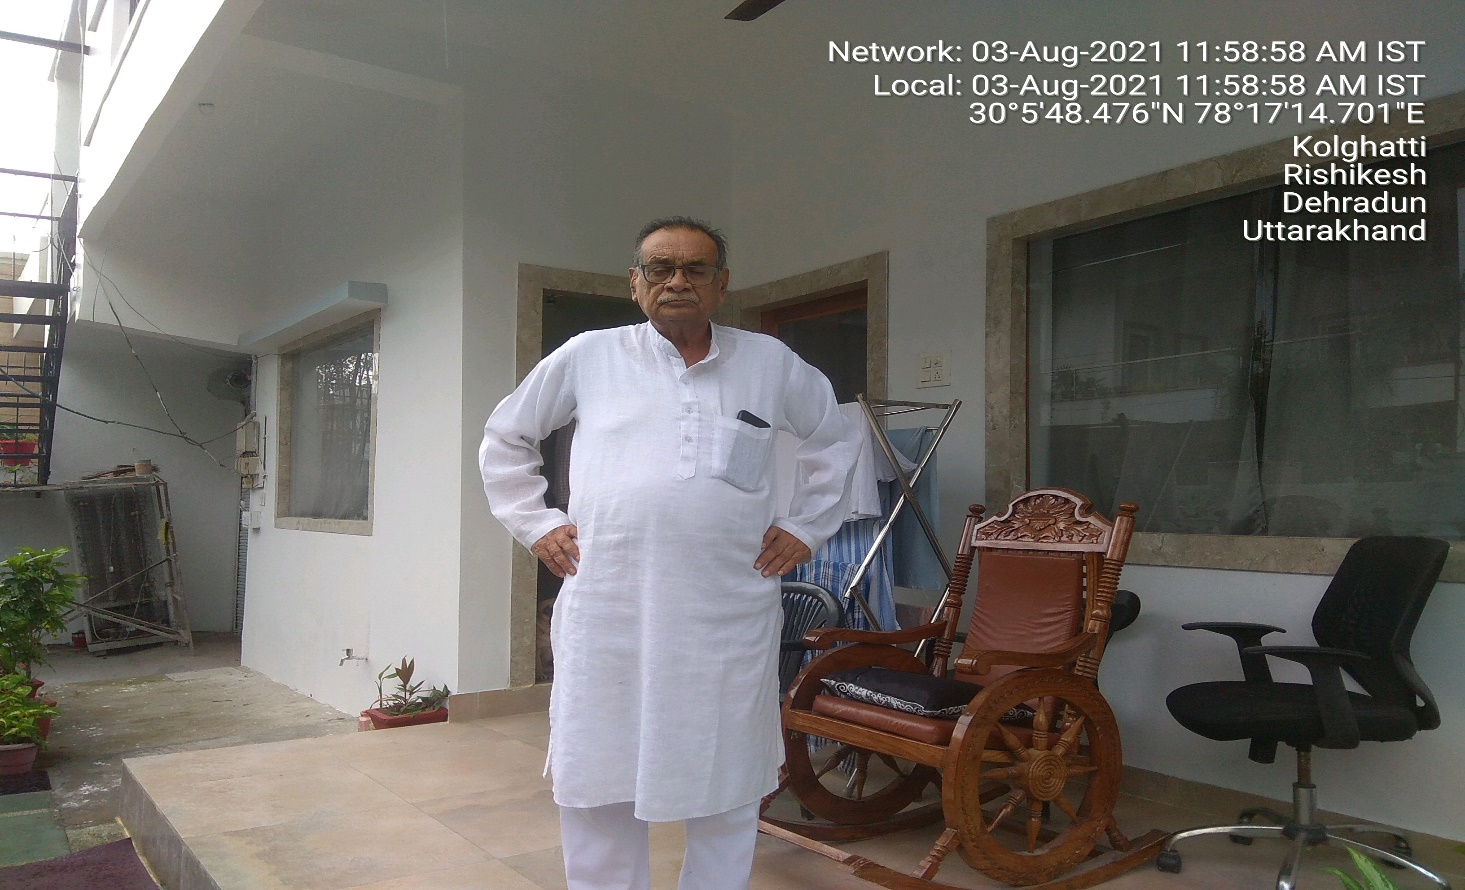 Network: 03-Aug-2021 11:58:58 AM IST
Local: 03-Aug-2021 11:58:58 AM IST
30°5'48.476"N 78°17'14.701"E
Kolghatti
Rishikesh
Dehradun
Uttarakhand